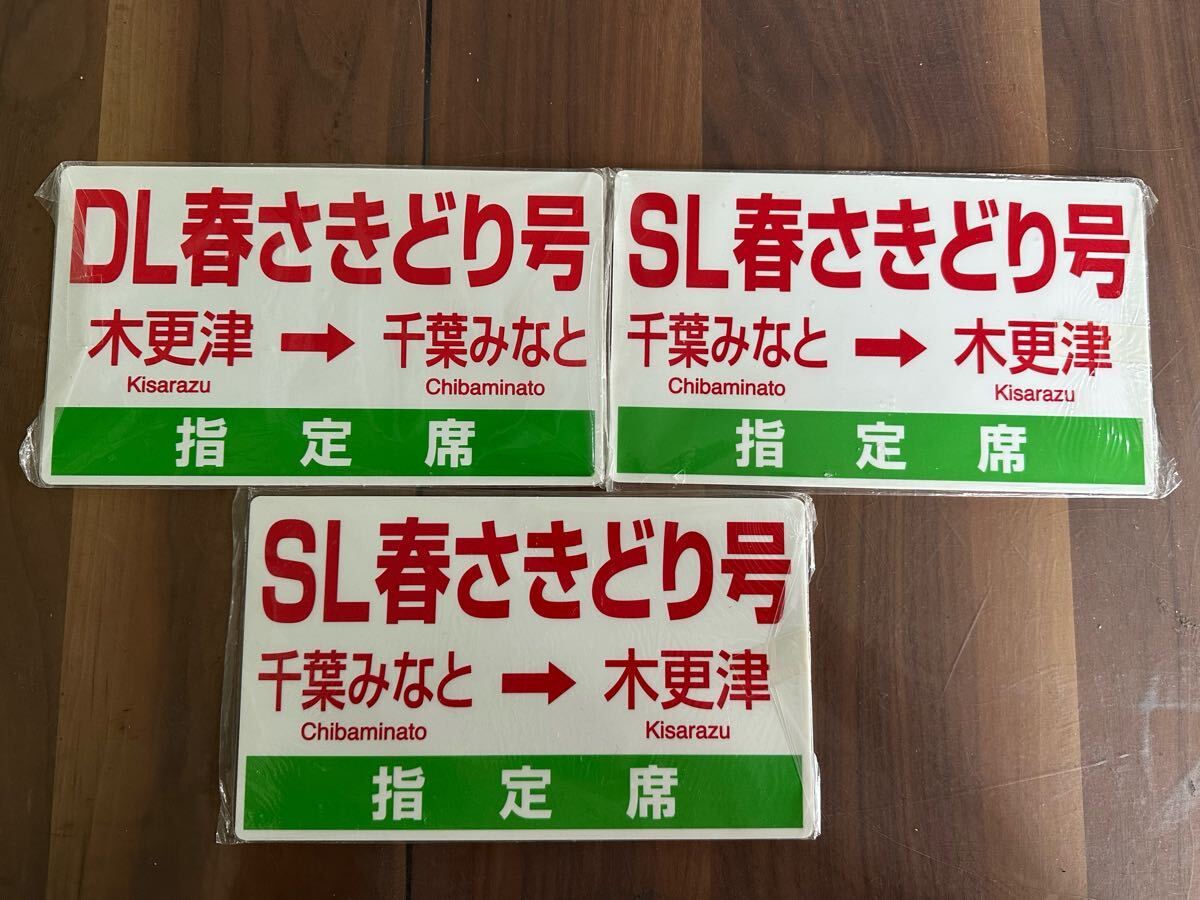 DL春さきどり号
木更津 → 千葉みなと
Kisarazu Chibaminato
指定席
SL春さきどり号
千葉みなと → 木更津
Chibaminato Kisarazu
指定席
SL春さきどり号
千葉みなと → 木更津
Chibaminato Kisarazu
指定席